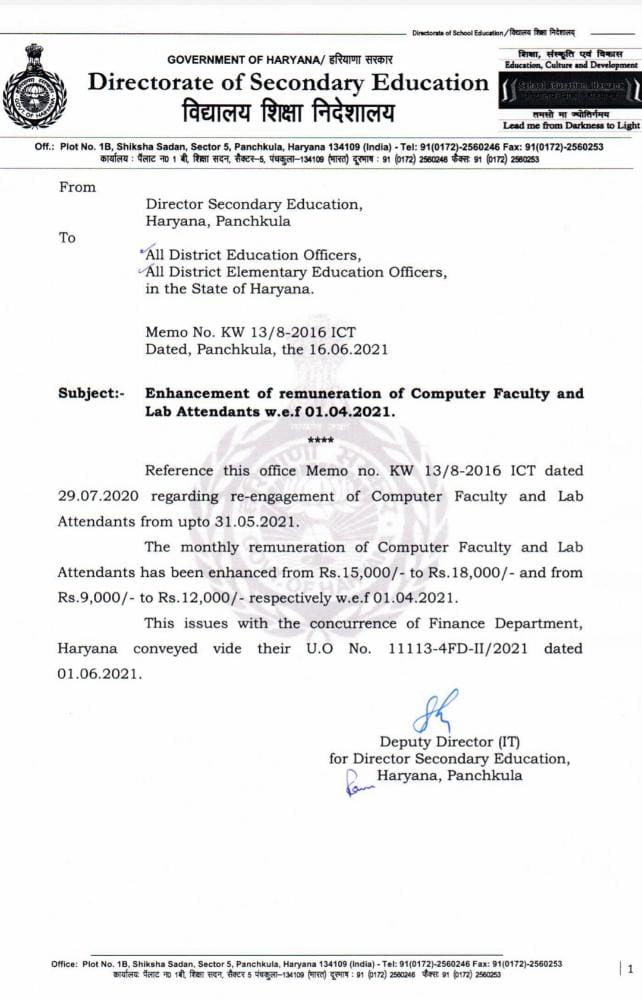 Directorate of School Education/विद्यालय शिक्षा निदेशालय
GOVERNMENT OF HARYANA/ हरियाणा सरकार
Directorate of Secondary Education
विद्यालय शिक्षा निदेशालय
शिक्षा, संस्कृति एवं विकास
Education, Culture and Development
School Education, Haryana
तमसो मा ज्योतिर्गमय
Lead me from Darkness to Light
Off.: Plot No. 1B, Shiksha Sadan, Sector 5, Panchkula, Haryana 134109 (India) - Tel: 91(0172)-2560246 Fax: 91(0172)-2560253
कार्यालय : पैंलाट न0 1 बी, शिक्षा सदन, सैक्टर–5, पंचकुला–134109 (भारत) दूरभाष : 91 (0172) 2560246 फैक्स: 91 (0172) 2560253
From
Director Secondary Education,
Haryana, Panchkula
To
All District Education Officers,
All District Elementary Education Officers,
in the State of Haryana.
Memo No. KW 13/8-2016 ICT
Dated, Panchkula, the 16.06.2021
Subject:- Enhancement of remuneration of Computer Faculty and
Lab Attendants w.e.f 01.04.2021.
****
Reference this office Memo no. KW 13/8-2016 ICT dated
29.07.2020 regarding re-engagement of Computer Faculty and Lab
Attendants from upto 31.05.2021.
The monthly remuneration of Computer Faculty and Lab
Attendants has been enhanced from Rs.15,000/- to Rs.18,000/- and from
Rs.9,000/- to Rs.12,000/- respectively w.e.f 01.04.2021.
This issues with the concurrence of Finance Department,
Haryana conveyed vide their U.O No. 11113-4FD-II/2021 dated
01.06.2021.
Deputy Director (IT)
for Director Secondary Education,
Haryana, Panchkula
Office: Plot No. 1B, Shiksha Sadan, Sector 5, Panchkula, Haryana 134109 (India) - Tel: 91(0172)-2560246 Fax: 91(0172)-2560253
कार्यालय: पैंलाट न0 1बी, शिक्षा सदन, सैक्टर 5 पंचकुला–134109 (भारत) दूरभाष : 91 (0172) 2560246 फैक्स: 91 (0172) 2560253
1